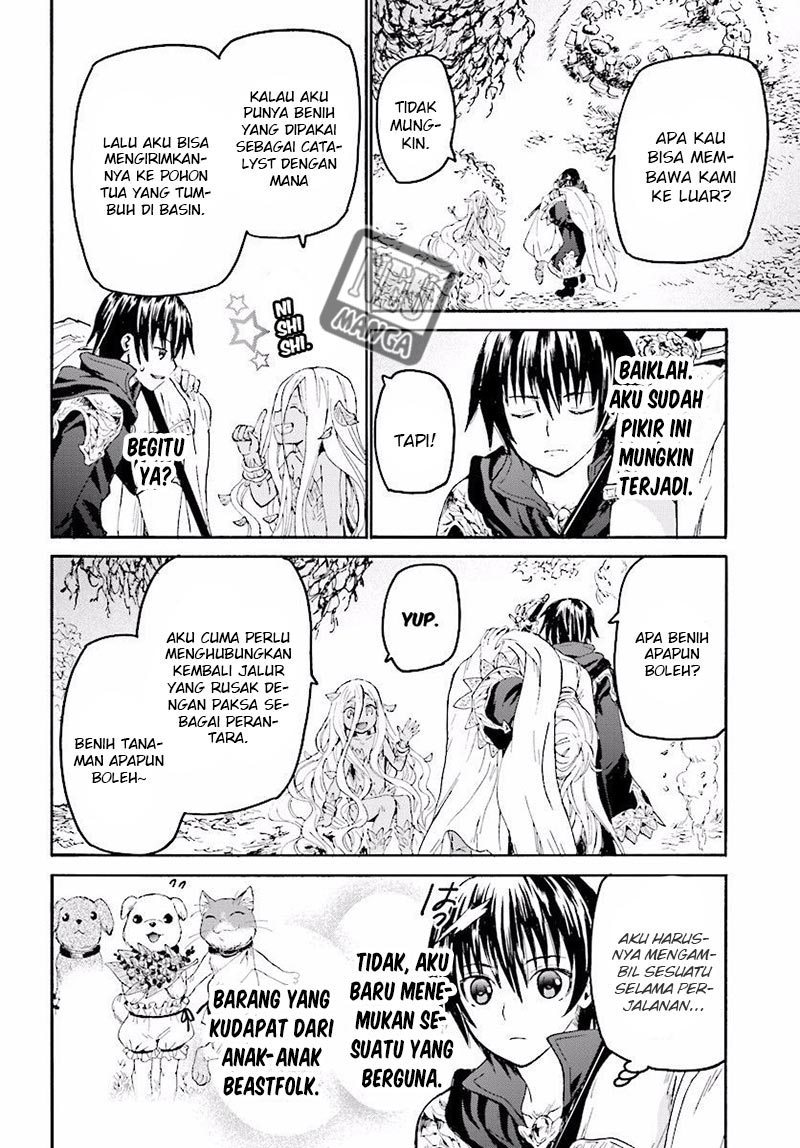 APA KAU
BISA MEM-
BAWA KAMI
KE LUAR?
TIDAK
MUNG-
KIN.
BAIKLAH.
AKU SUDAH
PIKIR INI
MUNGKIN
TERJADI.
TAPI!
KALAU AKU
PUNYA BENIH
YANG DIPAKAI
SEBAGAI CATA-
LYST DENGAN
MANA
LALU AKU BISA
MENGIRIMKAN-
NYA KE POHON
TUA YANG TUM-
BUH DI BASIN.
NI
SHI
SHI.
MANGA
BEGITU
YA?
APA BENIH
APAPUN
BOLEH?
YUP.
AKU CUMA PERLU
MENGHUBUNGKAN
KEMBALI JALUR
YANG RUSAK DE-
NGAN PAKSA SE-
BAGAI PERAN-
TARA.
BENIH TANA-
MAN APAPUN
BOLEH~
AKU HARUS-
NYA MENGAM-
BIL SESUATU
SELAMA PER-
JALANAN...
はっ
TIDAK, AKU
BARU MENE-
MUKAN SE-
SUATU YANG
BERGUNA.
BARANG YANG
KUDAPAT DARI
ANAK-ANAK
BEASTFOLK.